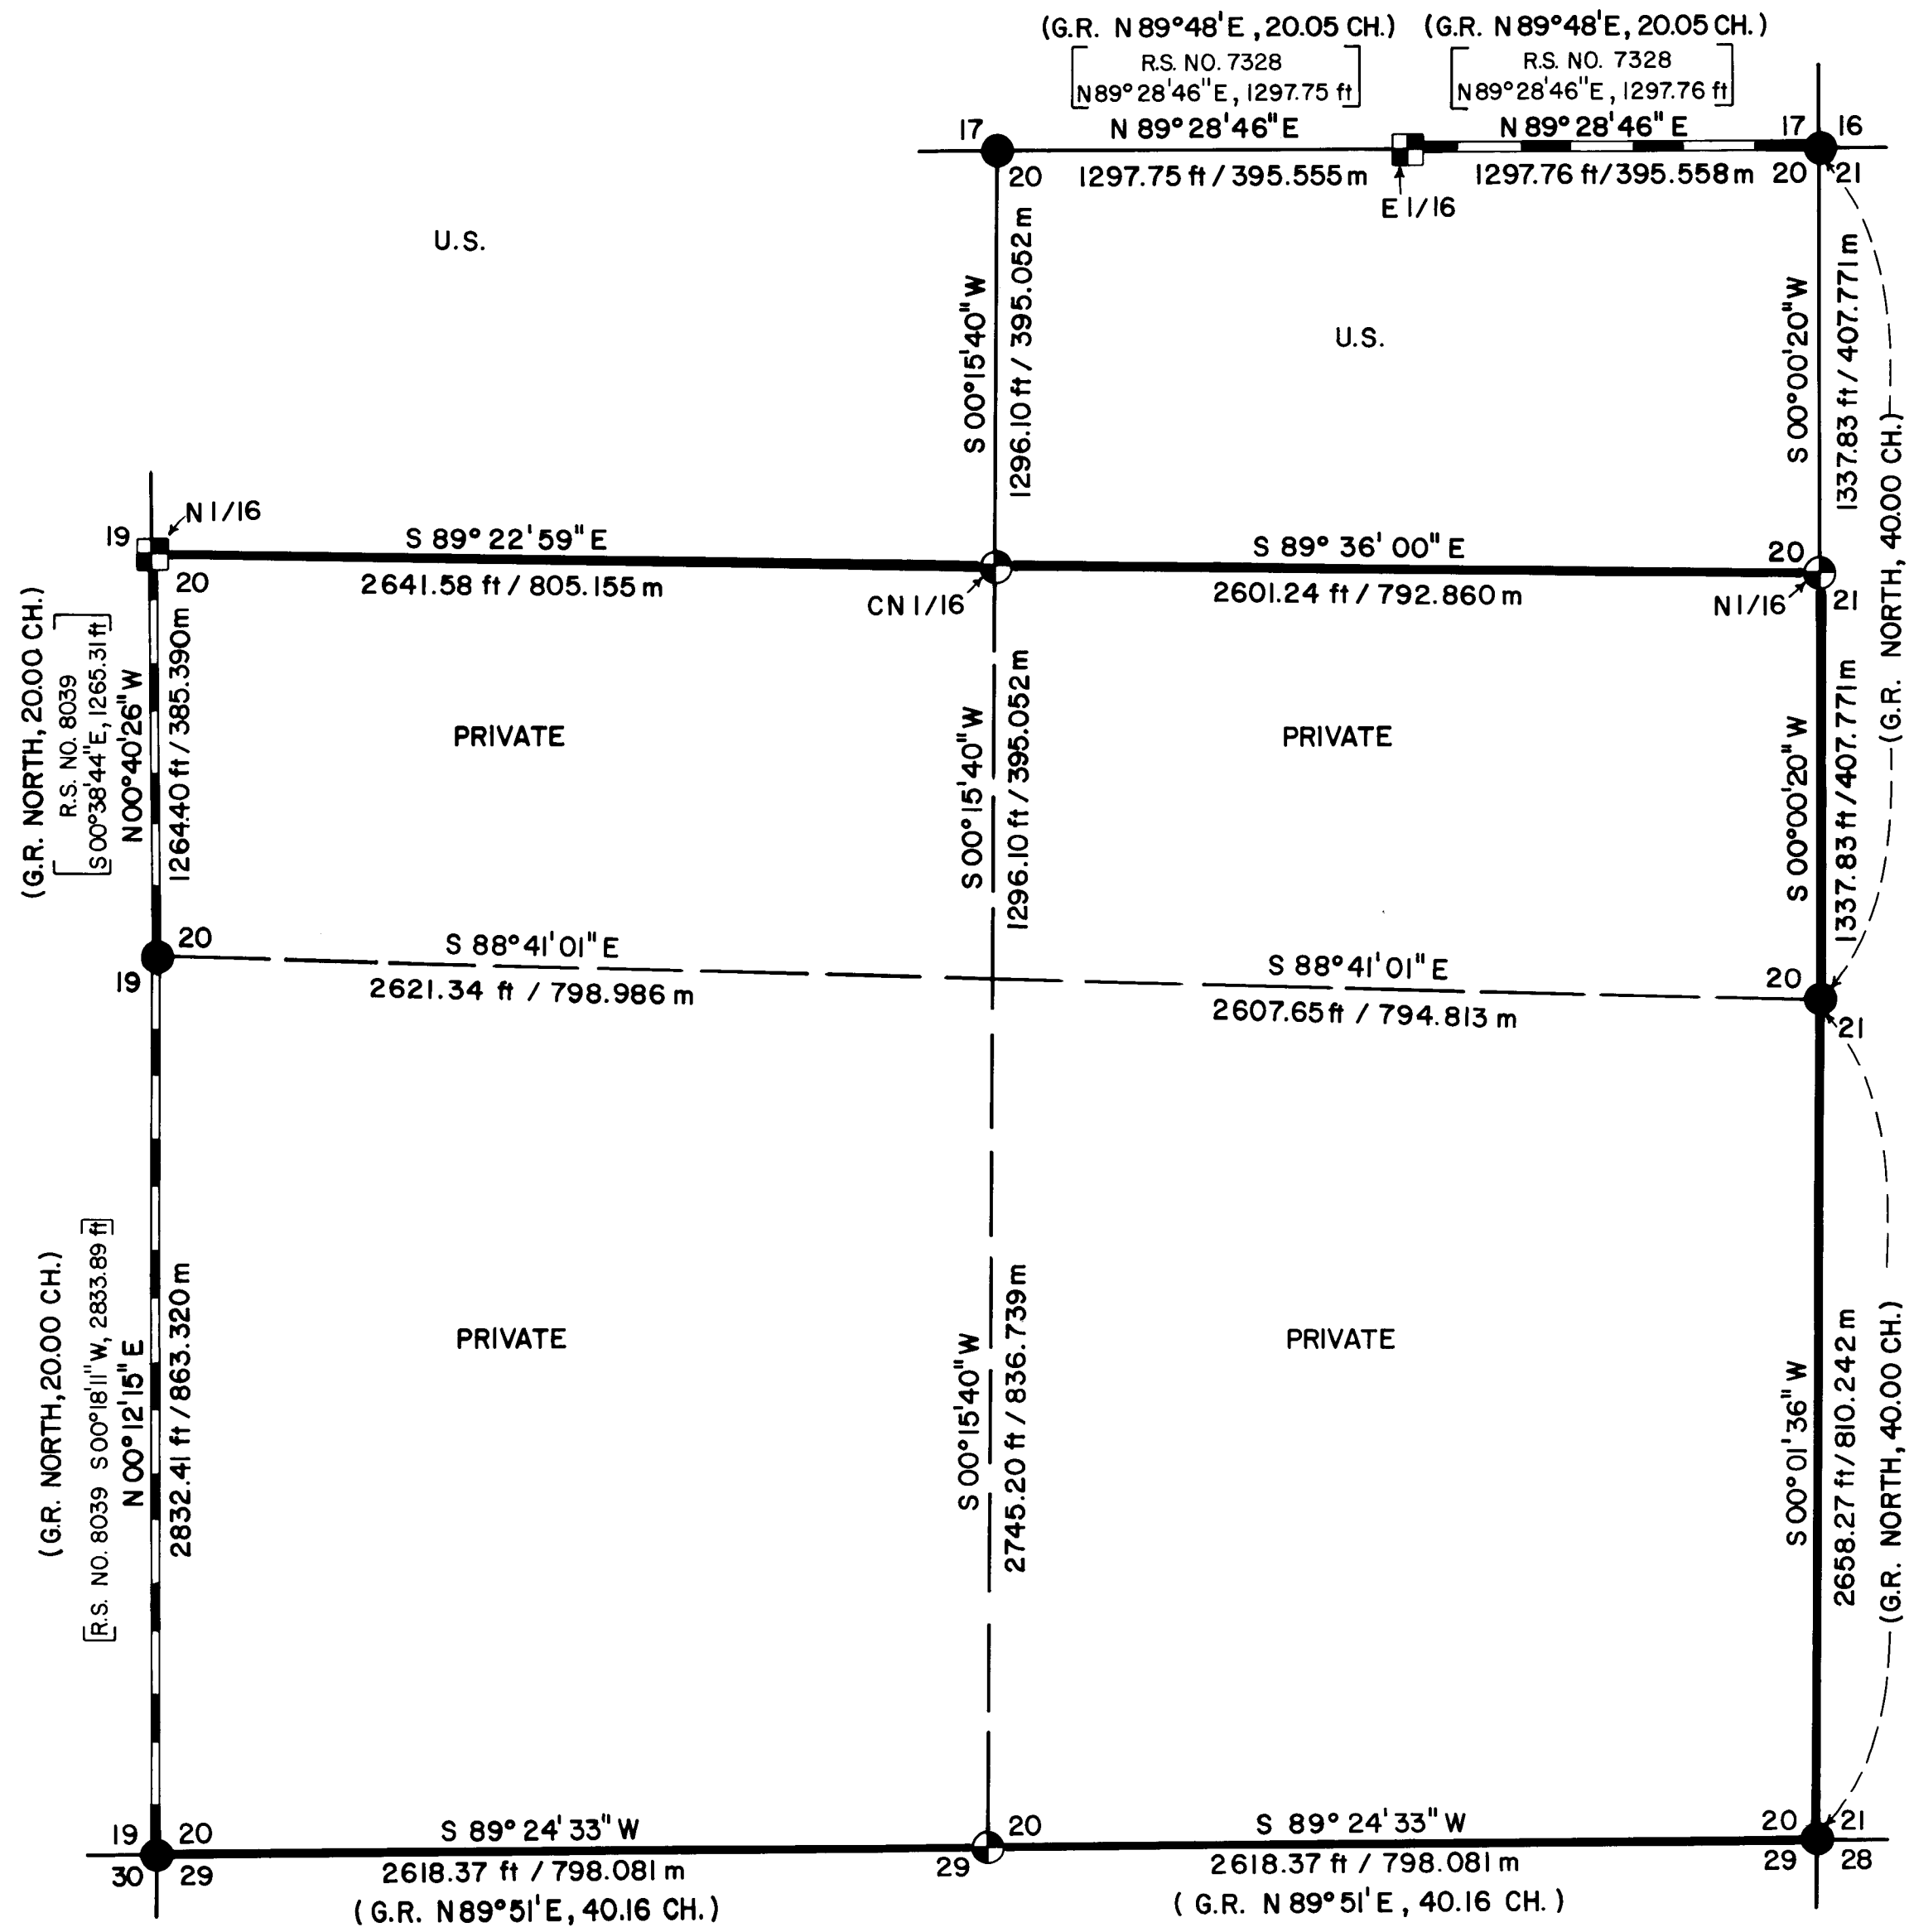 (G.R. N 89°48'E, 20.05 CH.)
(G.R. N 89°48'E, 20.05 CH.)
R.S. NO. 7328
N89°28'46"E, 1297.75 ft
R.S. NO. 7328
N89°28'46"E, 1297.76 ft
N 89°28'46"E
N 89°28'46"E
17
17
16
20
1297.75 ft / 395.555 m
1297.76 ft/395.558 m
20
21
E 1/16
U.S.
U.S.
S 00°15'40"W
1296.10 ft / 395.052 m
S 00°00'20"W
1337.83 ft / 407.771 m
(G.R. NORTH, 40.00 CH.)
N 1/16
19
20
S 89° 22' 59" E
2641.58 ft / 805.155 m
CN 1/16
S 89° 36' 00" E
2601.24 ft / 792.860 m
20
N 1/16
21
(G.R. NORTH, 20.00 CH.)
R.S. NO. 8039
S 00°38'44"E, 1265.31 ft
N00°40'26"W
1264.40 ft / 385.390m
PRIVATE
S 00°15'40"W
1296.10 ft / 395.052 m
PRIVATE
S 00°00'20"W
1337.83 ft / 407.771 m
20
19
S 88°41'01" E
2621.34 ft / 798.986 m
S 88°41'01" E
2607.65 ft / 794.813 m
20
21
(G.R. NORTH, 20.00 CH.)
R.S. NO. 8039 S 00°18'11"W, 2833.89 ft
N 00°12'15" E
2832.41 ft / 863.320 m
PRIVATE
S 00°15'40"W
2745.20 ft / 836.739 m
PRIVATE
S 00°01'36" W
2658.27 ft / 810.242 m
(G.R. NORTH, 40.00 CH.)
19
20
30
29
S 89° 24' 33" W
2618.37 ft / 798.081 m
(G.R. N 89°51'E, 40.16 CH.)
20
29
S 89° 24' 33" W
2618.37 ft / 798.081 m
(G.R. N 89°51'E, 40.16 CH.)
20
21
29
28